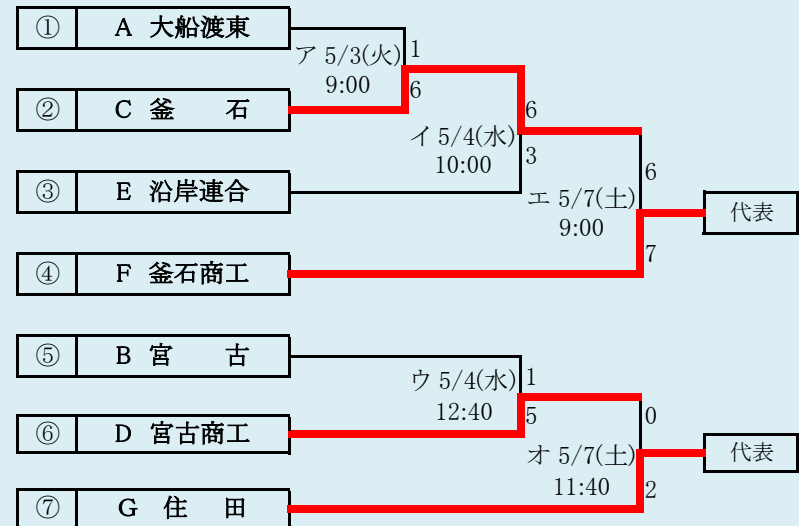 ① A 大船渡東
ア 5/3(火) 1
9:00
② C 釜 石 6
6
イ 5/4(水)
10:00 3
③ E 沿岸連合
6
エ 5/7(土) 代表
9:00
④ F 釜石商工 7
⑤ B 宮 古
ウ 5/4(水) 1
12:40 5
⑥ D 宮古商工
0
オ 5/7(土) 代表
11:40 2
⑦ G 住 田